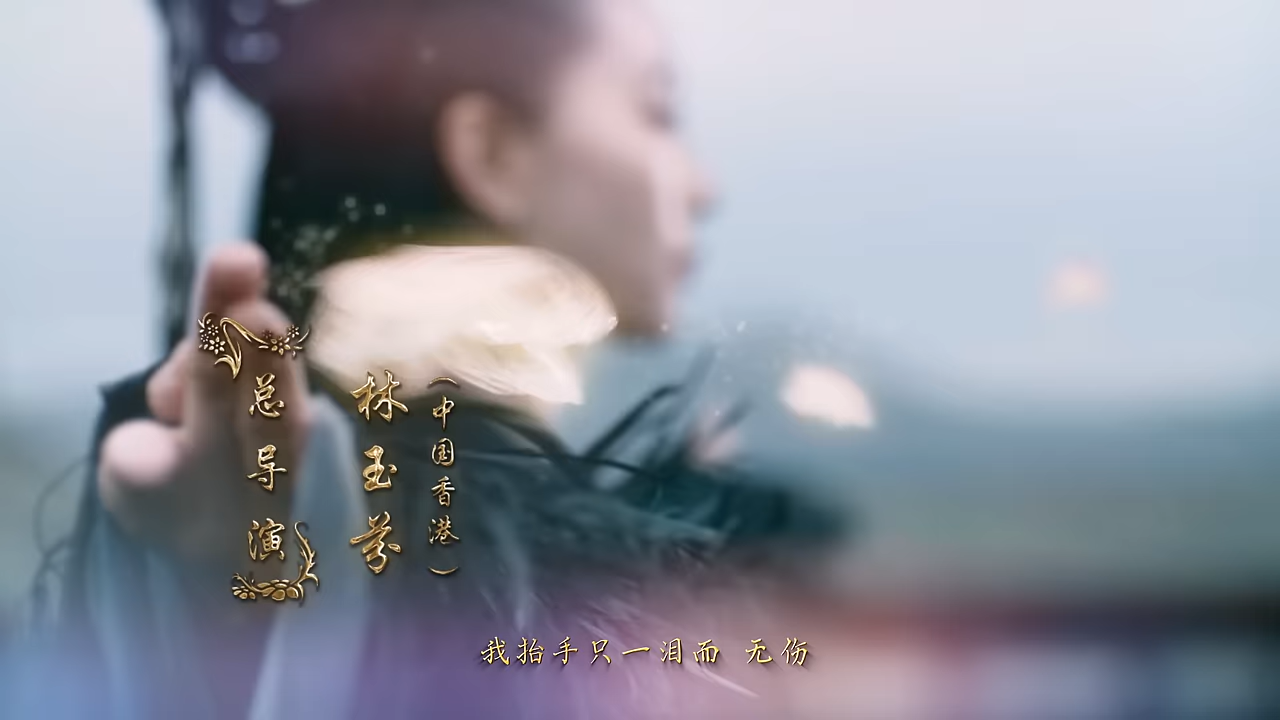 总导演
林玉芬
（中国香港）
我抬手只一泪而 无伤